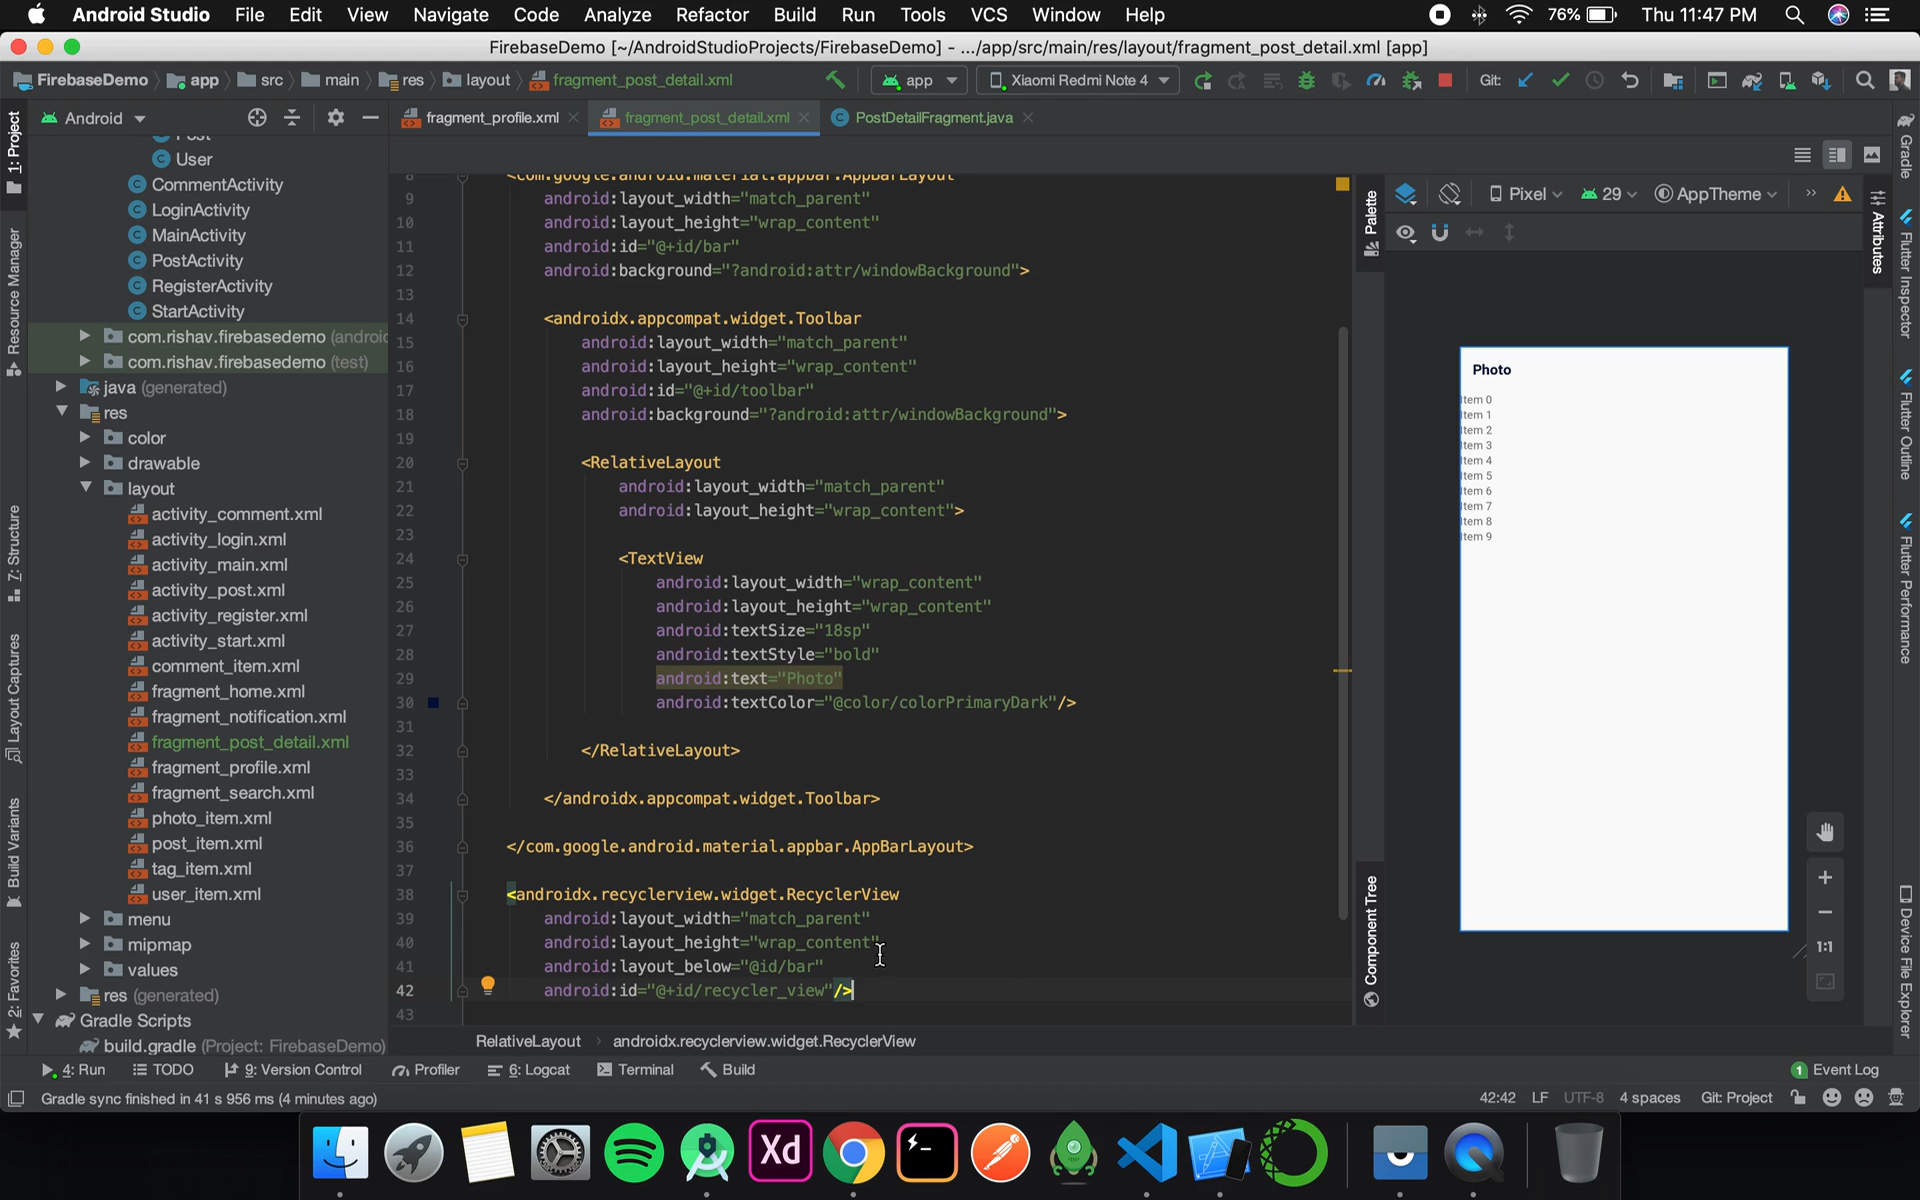 Android Studio File Edit View Navigate Code Analyze Refactor Build Run Tools VCS Window Help 76% Thu 11:47 PM
FirebaseDemo [~/AndroidStudioProjects/FirebaseDemo] - .../app/src/main/res/layout/fragment_post_detail.xml [app]
FirebaseDemo app src main res layout fragment_post_detail.xml app Xiaomi Redmi Note 4 Git:
Android fragment_profile.xml fragment_post_detail.xml PostDetailFragment.java
1: Project
Resource Manager
7: Structure
Layout Captures
Build Variants
2: Favorites
Post
User
CommentActivity
LoginActivity
MainActivity
PostActivity
RegisterActivity
StartActivity
com.rishav.firebasedemo (androi
com.rishav.firebasedemo (test)
java (generated)
res
color
drawable
layout
activity_comment.xml
activity_login.xml
activity_main.xml
activity_post.xml
activity_register.xml
activity_start.xml
comment_item.xml
fragment_home.xml
fragment_notification.xml
fragment_post_detail.xml
fragment_profile.xml
fragment_search.xml
photo_item.xml
post_item.xml
tag_item.xml
user_item.xml
menu
mipmap
values
res (generated)
Gradle Scripts
build.gradle (Project: FirebaseDemo)
8 <com.google.android.material.appbar.AppBarLayout
9 android:layout_width="match_parent"
10 android:layout_height="wrap_content"
11 android:id="@+id/bar"
12 android:background="?android:attr/windowBackground">
13
14 <androidx.appcompat.widget.Toolbar
15 android:layout_width="match_parent"
16 android:layout_height="wrap_content"
17 android:id="@+id/toolbar"
18 android:background="?android:attr/windowBackground">
19
20 <RelativeLayout
21 android:layout_width="match_parent"
22 android:layout_height="wrap_content">
23
24 <TextView
25 android:layout_width="wrap_content"
26 android:layout_height="wrap_content"
27 android:textSize="18sp"
28 android:textStyle="bold"
29 android:text="Photo"
30 android:textColor="@color/colorPrimaryDark"/>
31
32 </RelativeLayout>
33
34 </androidx.appcompat.widget.Toolbar>
35
36 </com.google.android.material.appbar.AppBarLayout>
37
38 <androidx.recyclerview.widget.RecyclerView
39 android:layout_width="match_parent"
40 android:layout_height="wrap_content"
41 android:layout_below="@id/bar"
42 android:id="@+id/recycler_view"/>
43
RelativeLayout androidx.recyclerview.widget.RecyclerView
Palette
Component Tree
Pixel 29 AppTheme
Photo
Item 0
Item 1
Item 2
Item 3
Item 4
Item 5
Item 6
Item 7
Item 8
Item 9
1:1
Attributes
Gradle
Flutter Inspector
Flutter Outline
Flutter Performance
Device File Explorer
4: Run TODO 9: Version Control Profiler 6: Logcat Terminal Build 1 Event Log
Gradle sync finished in 41 s 956 ms (4 minutes ago) 42:42 LF UTF-8 4 spaces Git: Project
Xd